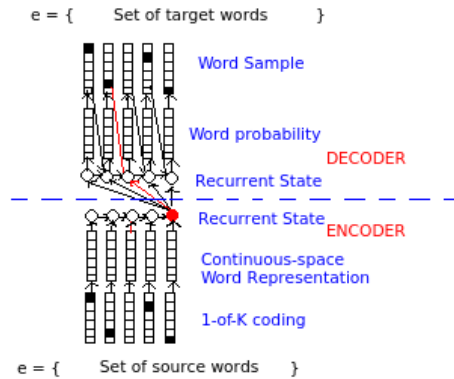 e = { Set of target words }
Word Sample
Word probability
DECODER
Recurrent State
Recurrent State
ENCODER
Continuous-space
Word Representation
1-of-K coding
e = { Set of source words }